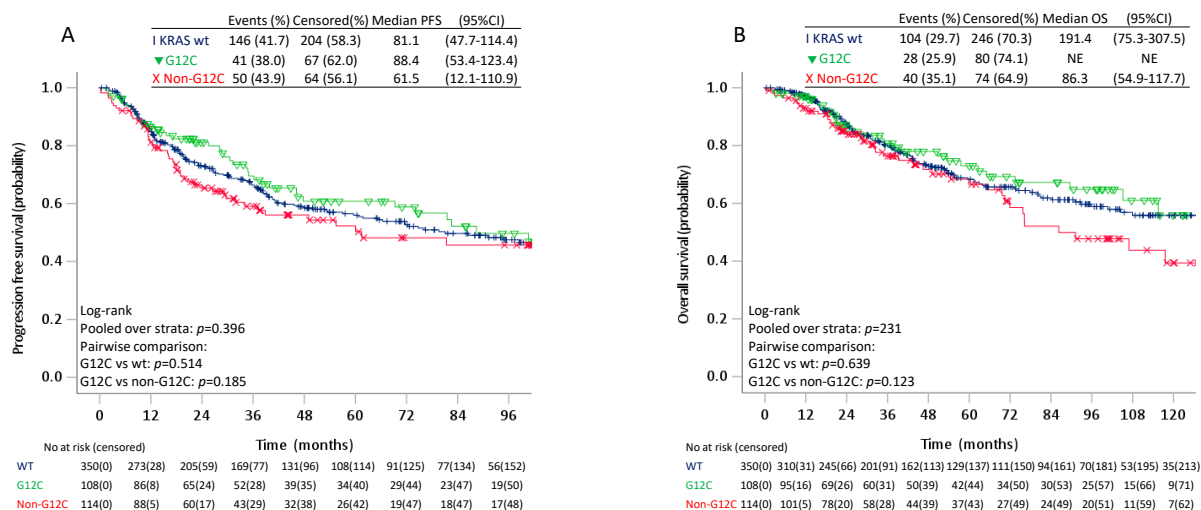 A
Events (%) Censored(%) Median PFS (95%CI)
I KRAS wt 146 (41.7) 204 (58.3) 81.1 (47.7-114.4)
▼G12C 41 (38.0) 67 (62.0) 88.4 (53.4-123.4)
X Non-G12C 50 (43.9) 64 (56.1) 61.5 (12.1-110.9)
Progression free survival (probability)
1.0
0.8
0.6
0.4
0.2
0.0
Log-rank
Pooled over strata: p=0.396
Pairwise comparison:
G12C vs wt: p=0.514
G12C vs non-G12C: p=0.185
0 12 24 36 48 60 72 84 96
Time (months)
No at risk (censored)
WT 350(0) 273(28) 205(59) 169(77) 131(96) 108(114) 91(125) 77(134) 56(152)
G12C 108(0) 86(8) 65(24) 52(28) 39(35) 34(40) 29(44) 23(47) 19(50)
Non-G12C 114(0) 88(5) 60(17) 43(29) 32(38) 26(42) 19(47) 18(47) 17(48)
B
Events (%) Censored(%) Median OS (95%CI)
I KRAS wt 104 (29.7) 246 (70.3) 191.4 (75.3-307.5)
▼G12C 28 (25.9) 80 (74.1) NE NE
X Non-G12C 40 (35.1) 74 (64.9) 86.3 (54.9-117.7)
Overall survival (probability)
1.0
0.8
0.6
0.4
0.2
0.0
Log-rank
Pooled over strata: p=231
Pairwise comparison:
G12C vs wt: p=0.639
G12C vs non-G12C: p=0.123
0 12 24 36 48 60 72 84 96 108 120
Time (months)
No at risk (censored)
WT 350(0) 310(31) 245(66) 201(91) 162(113) 129(137) 111(150) 94(161) 70(181) 53(195) 35(213)
G12C 108(0) 95(16) 69(26) 60(31) 50(39) 42(44) 34(50) 30(53) 25(57) 15(66) 9(71)
Non-G12C 114(0) 101(5) 78(20) 58(28) 44(39) 37(43) 27(49) 24(49) 20(51) 11(59) 7(62)